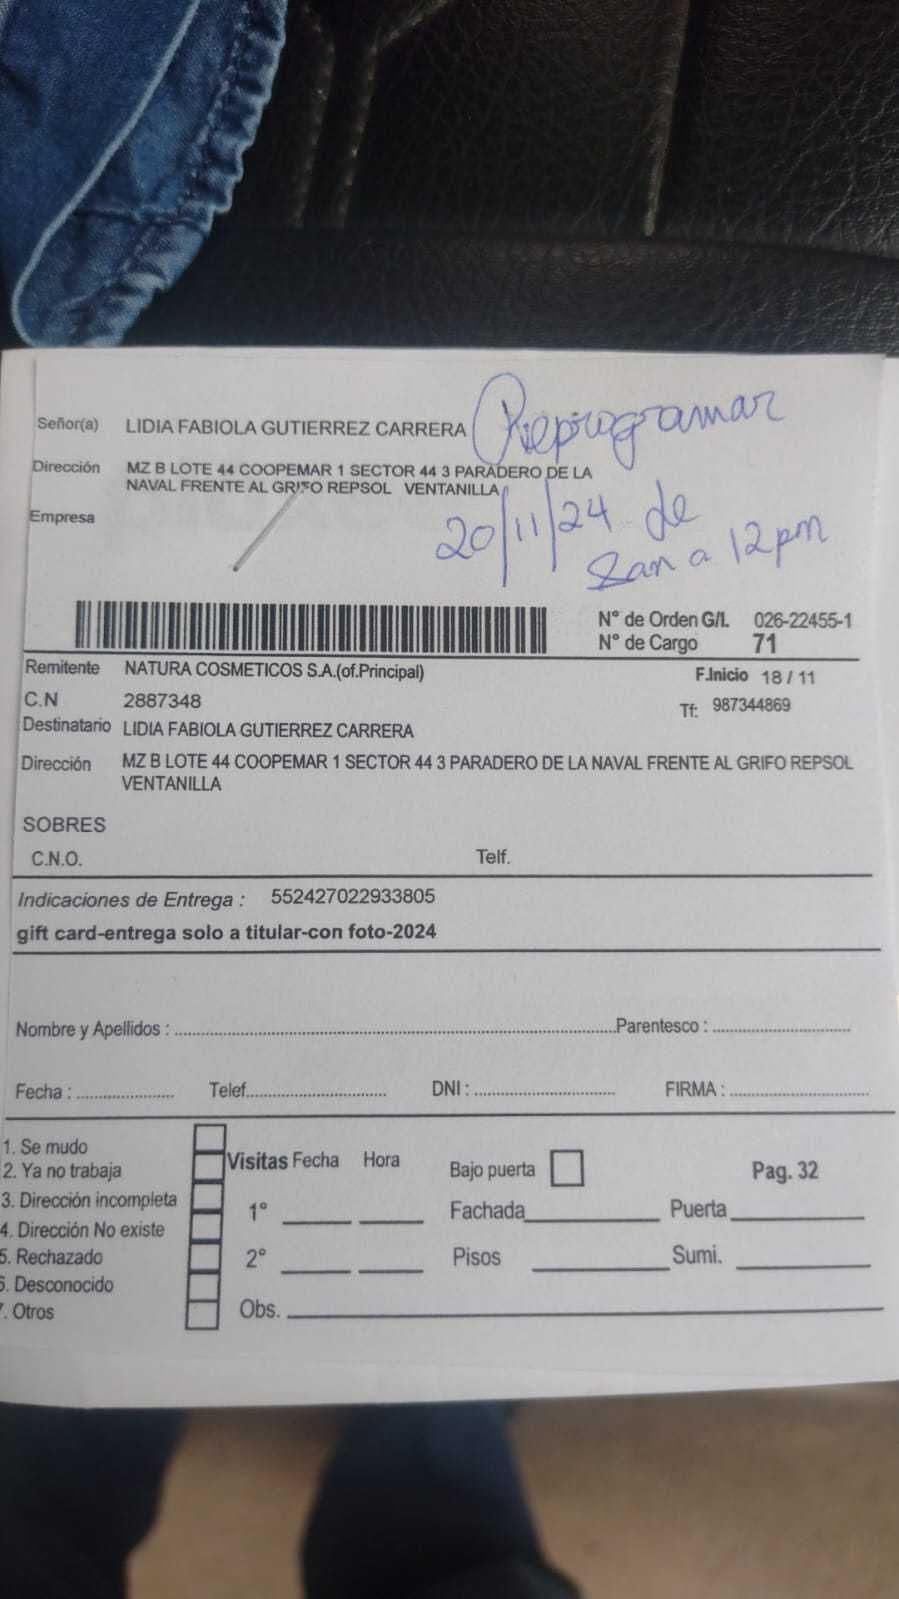 Señor(a) LIDIA FABIOLA GUTIERREZ CARRERA Reprogramar
Dirección MZ B LOTE 44 COOPEMAR 1 SECTOR 44 3 PARADERO DE LA
NAVAL FRENTE AL GRIFO REPSOL VENTANILLA
Empresa
20/11/24 de
8am a 12pm
N° de Orden G/I. 026-22455-1
N° de Cargo 71
Remitente NATURA COSMETICOS S.A.(of.Principal) F.Inicio 18 / 11
C.N 2887348 Tf: 987344869
Destinatario LIDIA FABIOLA GUTIERREZ CARRERA
Dirección MZ B LOTE 44 COOPEMAR 1 SECTOR 44 3 PARADERO DE LA NAVAL FRENTE AL GRIFO REPSOL
VENTANILLA
SOBRES
C.N.O. Telf.
Indicaciones de Entrega : 552427022933805
gift card-entrega solo a titular-con foto-2024
Nombre y Apellidos : Parentesco :
Fecha : Telef. DNI : FIRMA :
1. Se mudo
2. Ya no trabaja
3. Dirección incompleta
4. Dirección No existe
5. Rechazado
6. Desconocido
7. Otros
Visitas Fecha Hora Bajo puerta Pag. 32
1° Fachada Puerta
2° Pisos Sumi.
Obs.